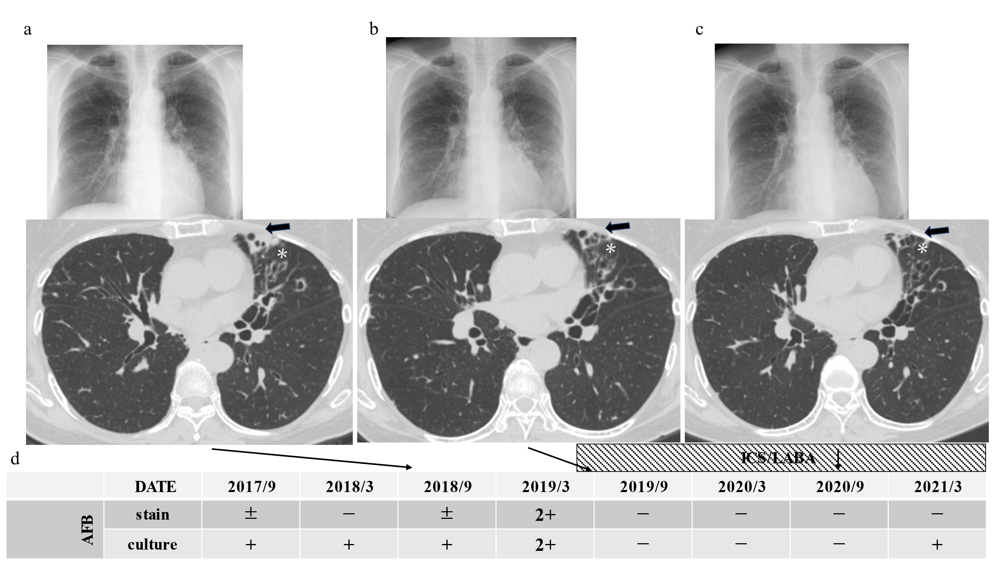 a
b
c
*
*
*
d
ICS/LABA
DATE 2017/9 2018/3 2018/9 2019/3 2019/9 2020/3 2020/9 2021/3
AFB
stain ± − ± 2+ − − − −
culture + + + 2+ − − − +